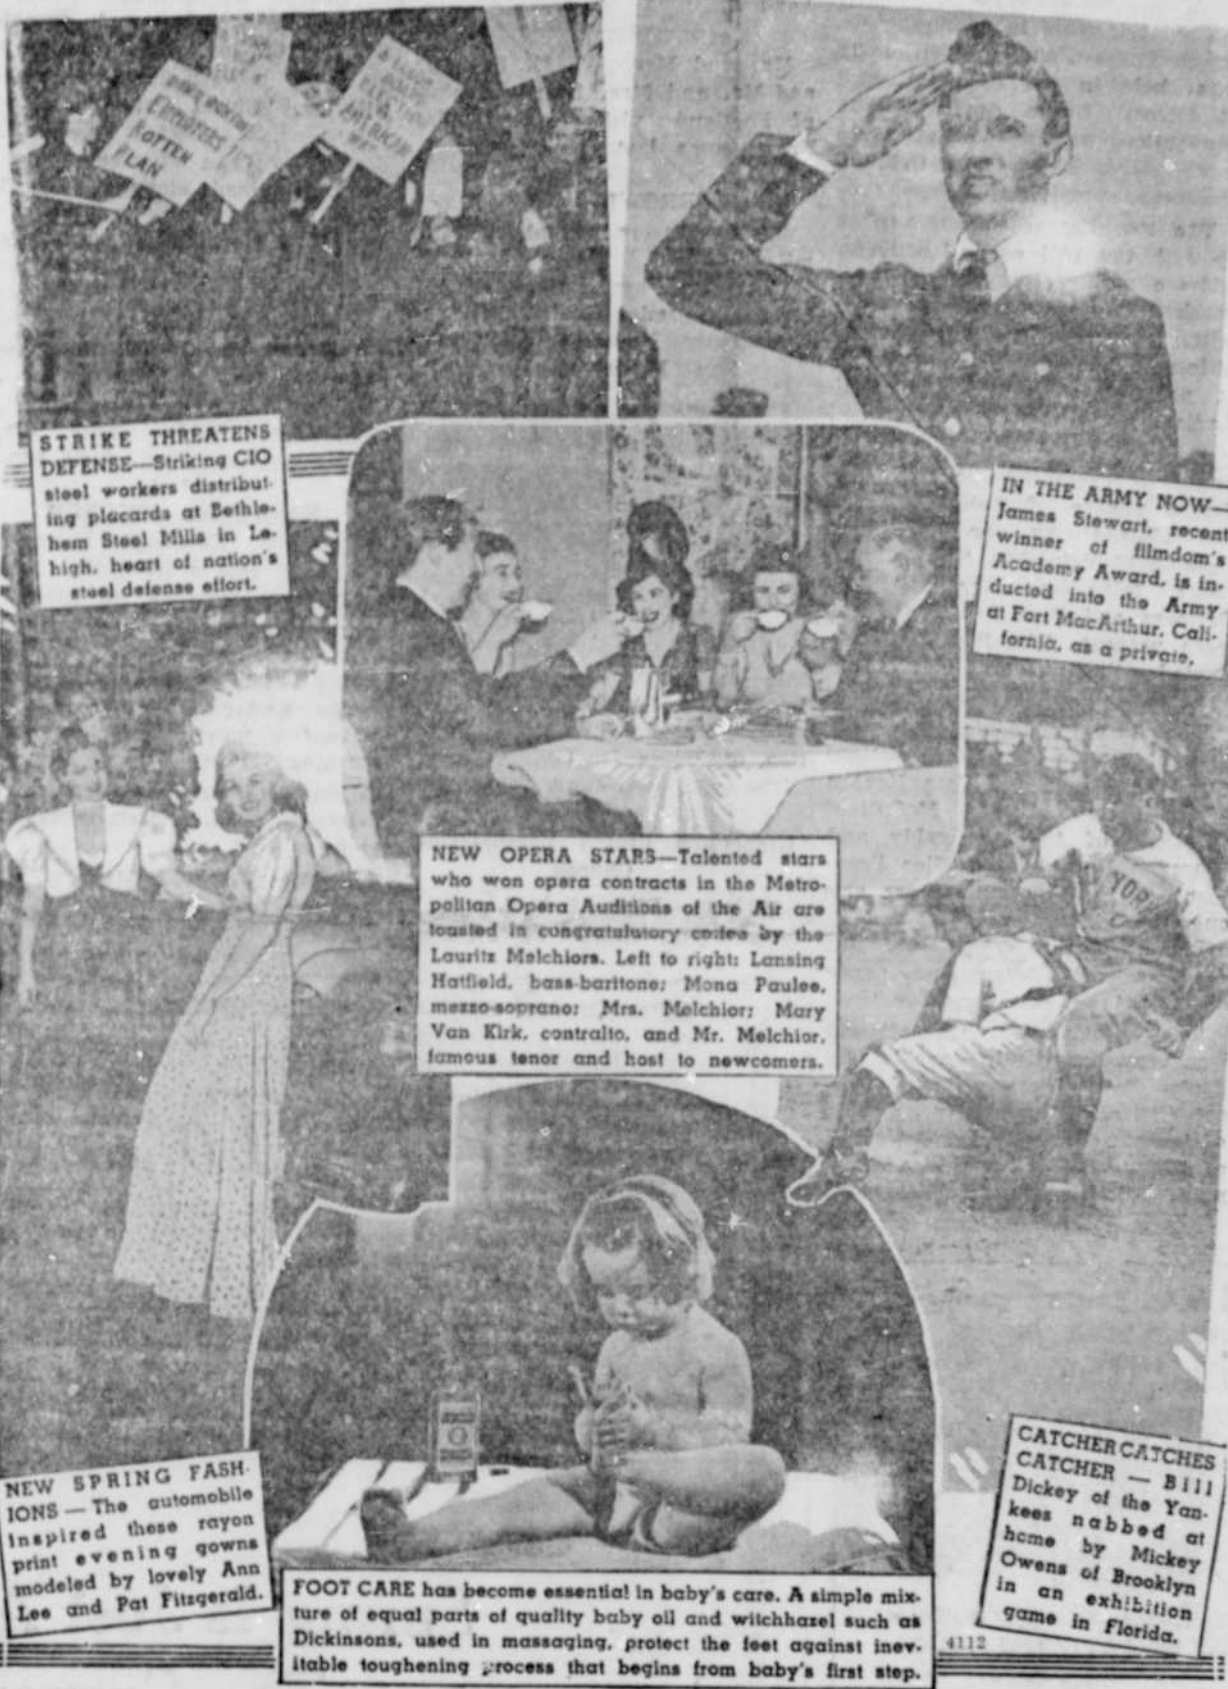 ROTTEN
PLAN
STRIKE THREATENS
DEFENSE—Striking CIO
steel workers distribut-
ing placards at Bethle-
hem Steel Mills in Le-
high, heart of nation's
steel defense effort.
IN THE ARMY NOW—
James Stewart, recent
winner of filmdom's
Academy Award, is in-
ducted into the Army
at Fort MacArthur, Cali-
fornia, as a private,
NEW OPERA STARS—Talented stars
who won opera contracts in the Metro-
politan Opera Auditions of the Air are
toasted in congratulatory coffee by the
Lauritz Melchiors. Left to right: Lansing
Hatfield, bass-baritone; Mona Paulee,
mezzo-soprano; Mrs. Melchior; Mary
Van Kirk, contralto, and Mr. Melchior,
famous tenor and host to newcomers.
YORK
NEW SPRING FASH-
IONS — The automobile
inspired these rayon
print evening gowns
modeled by lovely Ann
Lee and Pat Fitzgerald.
FOOT CARE has become essential in baby's care. A simple mix-
ture of equal parts of quality baby oil and witchhazel such as
Dickinsons, used in massaging, protect the feet against inev-
itable toughening process that begins from baby's first step.
CATCHER CATCHES
CATCHER — Bill
Dickey of the Yan-
kees nabbed at
home by Mickey
Owens of Brooklyn
in an exhibition
game in Florida.
4112